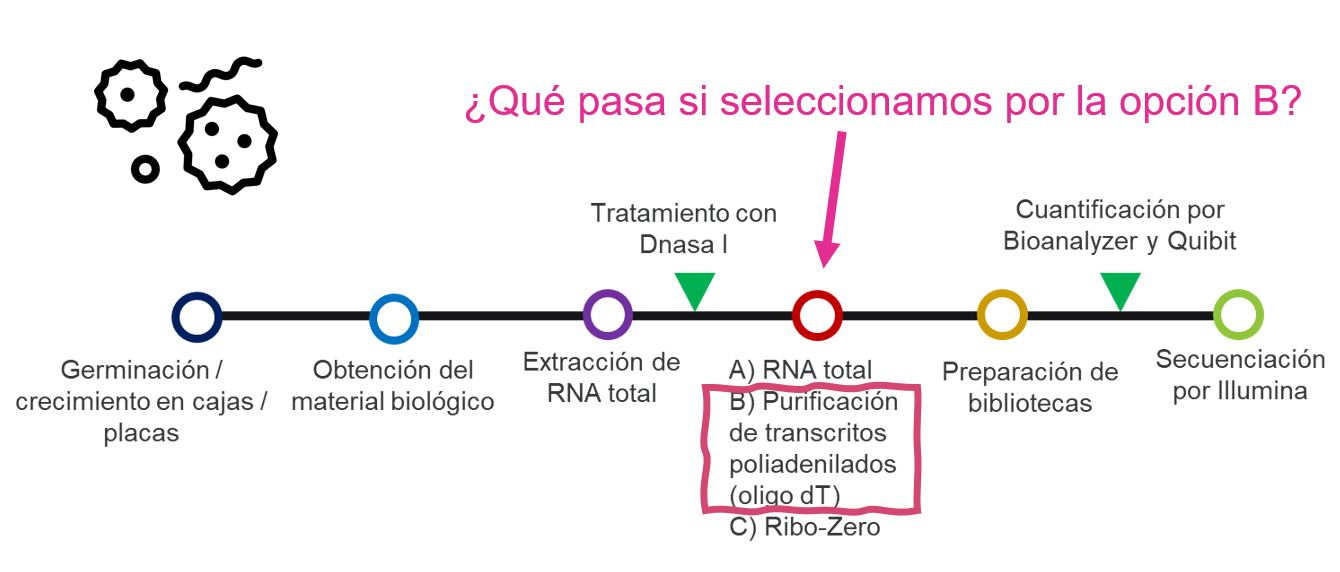 ¿Qué pasa si seleccionamos por la opción B?
Tratamiento con
Dnasa I
Cuantificación por
Bioanalyzer y Quibit
Germinación /
crecimiento en cajas /
placas
Obtención del
material biológico
Extracción de
RNA total
A) RNA total
B) Purificación
de transcritos
poliadenilados
(oligo dT)
C) Ribo-Zero
Preparación de
bibliotecas
Secuenciación
por Illumina